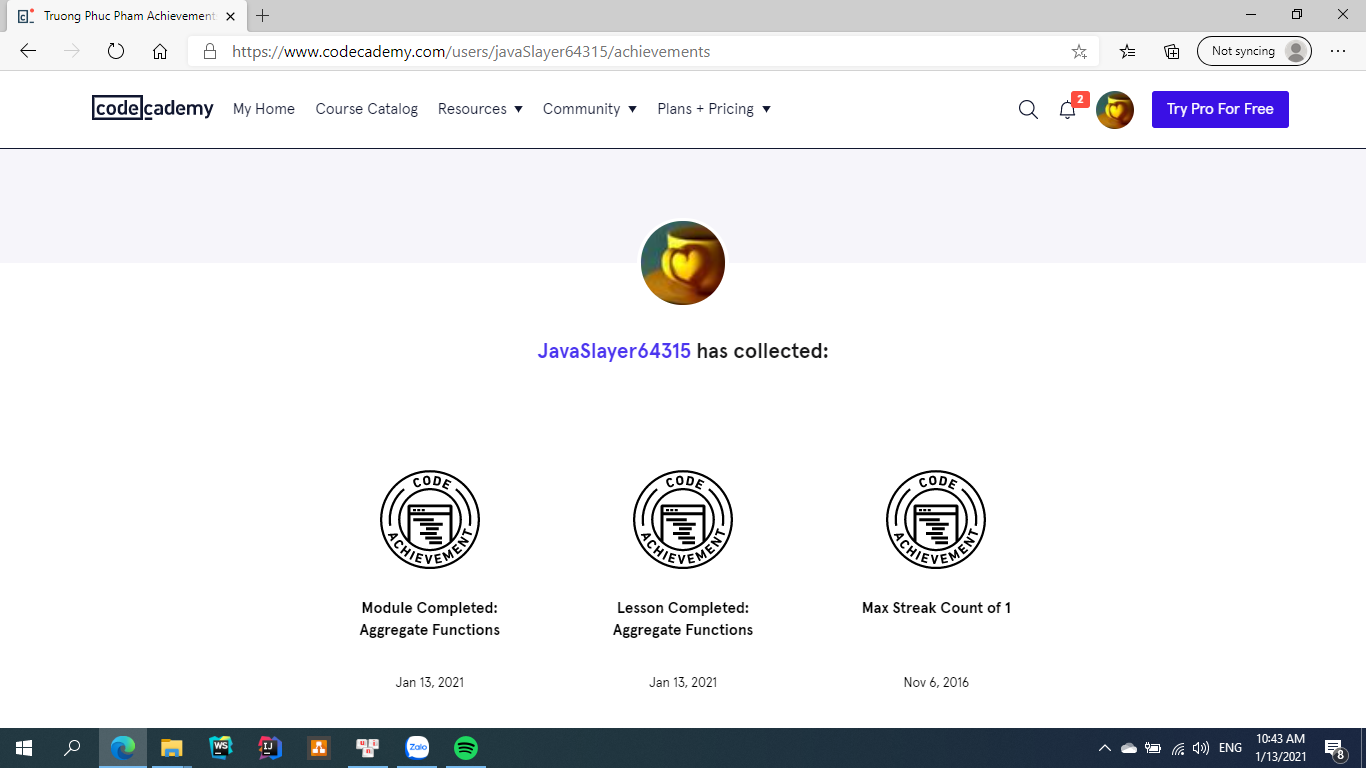 Truong Phuc Pham Achievement
https://www.codecademy.com/users/javaSlayer64315/achievements
Not syncing
codecademy
My Home
Course Catalog
Resources
Community
Plans + Pricing
2
Try Pro For Free
JavaSlayer64315 has collected:
CODE
ACHIEVEMENT
CODE
ACHIEVEMENT
CODE
ACHIEVEMENT
Module Completed:
Aggregate Functions
Lesson Completed:
Aggregate Functions
Max Streak Count of 1
Jan 13, 2021
Jan 13, 2021
Nov 6, 2016
WS
IJ
Zalo
ENG
10:43 AM
1/13/2021
8